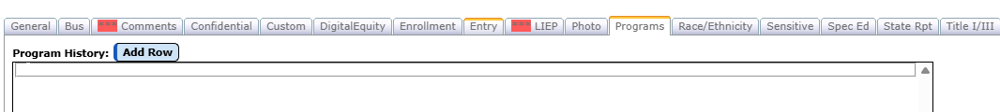 General Bus Comments Confidential Custom DigitalEquity Enrollment Entry LIEP Photo Programs Race/Ethnicity Sensitive Spec Ed State Rpt Title I/III
Program History: Add Row